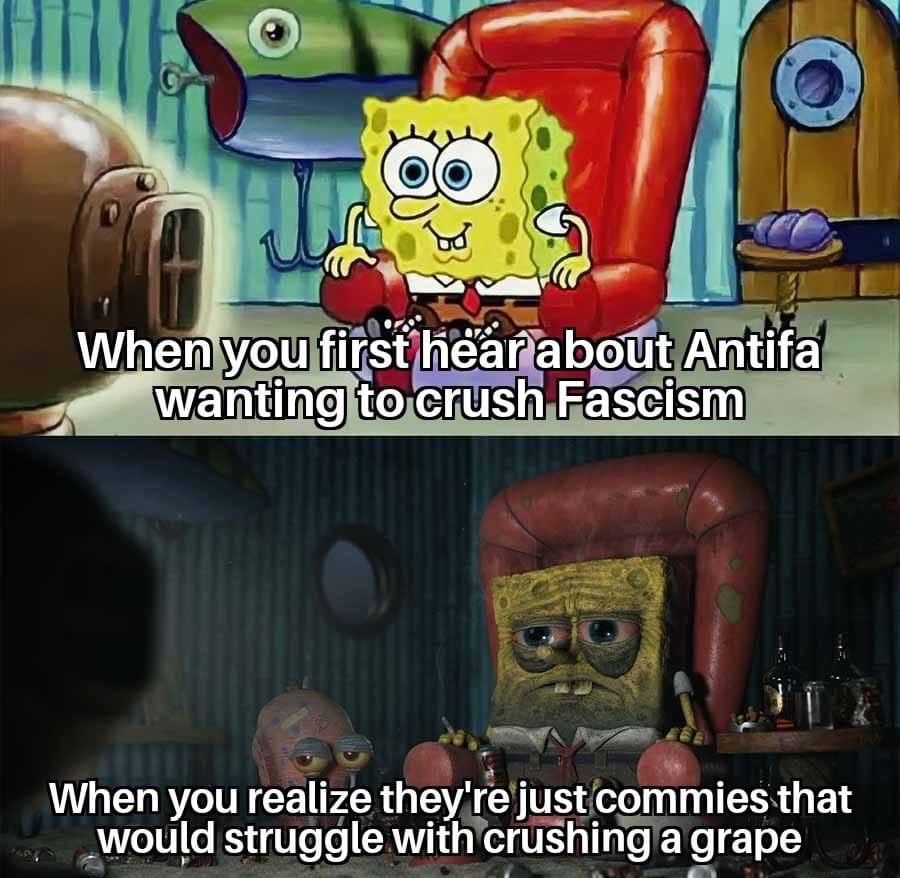 When you first hear about Antifa
wanting to crush Fascism
When you realize they're just commies that
would struggle with crushing a grape